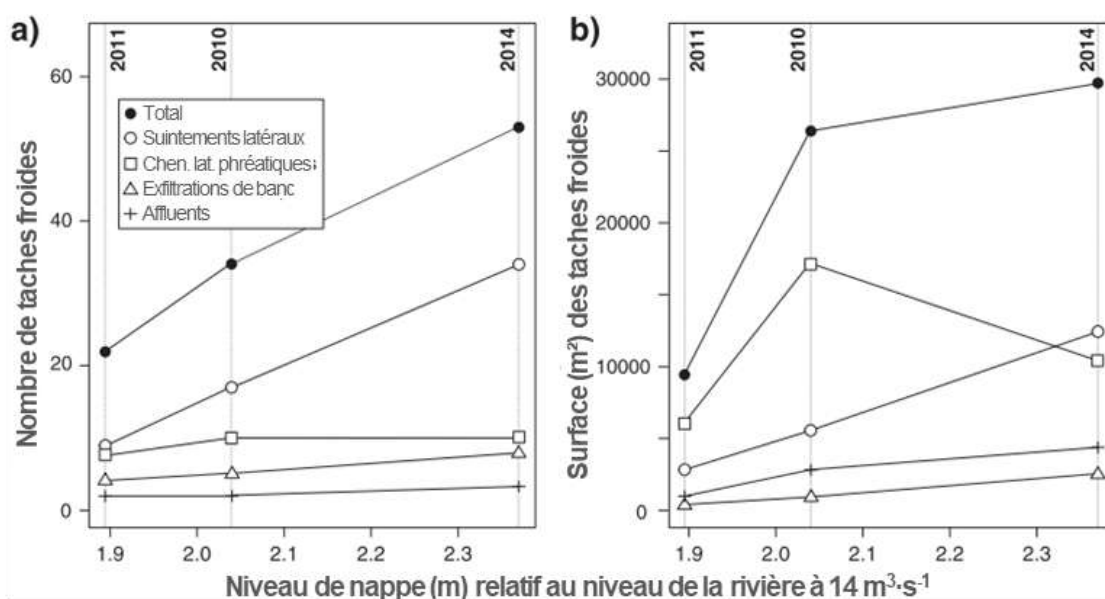 a)
2011
2010
2014
60
40
20
0
Nombre de taches froides
Total
Suintements latéraux
Chen. lat. phréatiques
Exfiltrations de banc
Affluents
1.9 2.0 2.1 2.2 2.3
b)
2011
2010
2014
30000
20000
10000
0
Surface (m²) des taches froides
1.9 2.0 2.1 2.2 2.3
Niveau de nappe (m) relatif au niveau de la rivière à 14 m³·s⁻¹